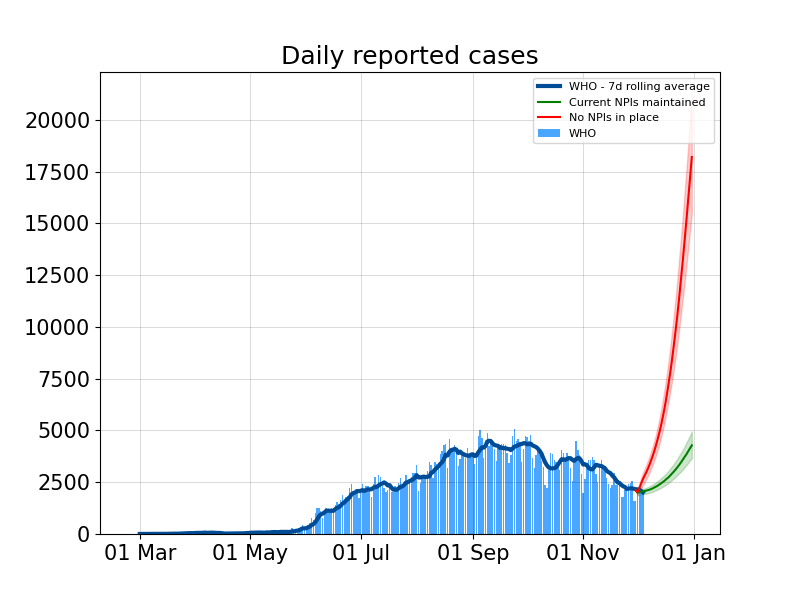 Daily reported cases
WHO - 7d rolling average
Current NPIs maintained
No NPIs in place
WHO
20000
17500
15000
12500
10000
7500
5000
2500
0
01 Mar
01 May
01 Jul
01 Sep
01 Nov
01 Jan